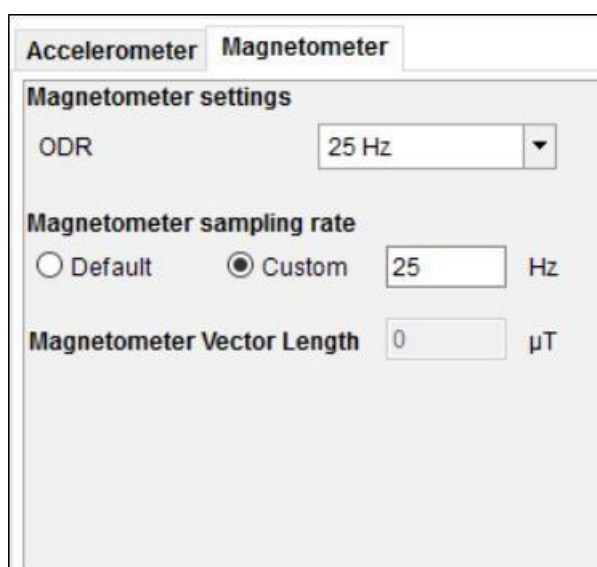 Accelerometer Magnetometer
Magnetometer settings
ODR 25 Hz
Magnetometer sampling rate
Default Custom 25 Hz
Magnetometer Vector Length 0 µT